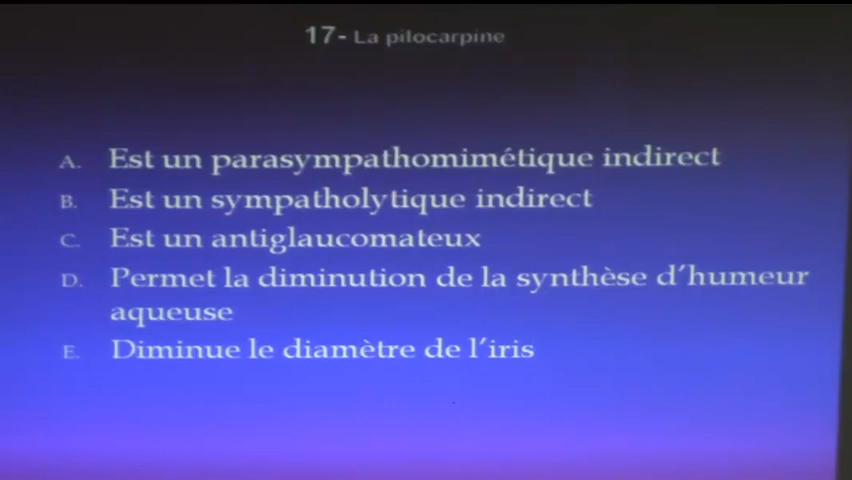 17- La pilocarpine
A. Est un parasympathomimétique indirect
B. Est un sympatholytique indirect
C. Est un antiglaucomateux
D. Permet la diminution de la synthèse d'humeur
aqueuse
E. Diminue le diamètre de l'iris